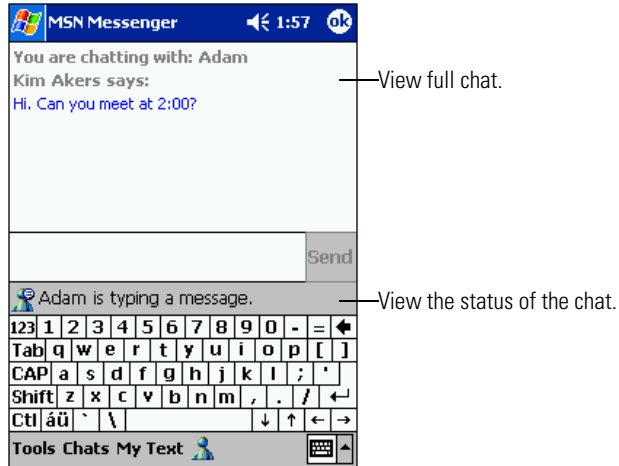 MSN Messenger 1:57 ok
You are chatting with: Adam
Kim Akers says:
View full chat.
Hi. Can you meet at 2:00?
Send
Adam is typing a message.
View the status of the chat.
123 1 2 3 4 5 6 7 8 9 0 - =
Tab q w e r t y u i o p [ ]
CAP a s d f g h j k l ; '
Shift z x c v b n m , . /
Ctl áü ` \
Tools Chats My Text